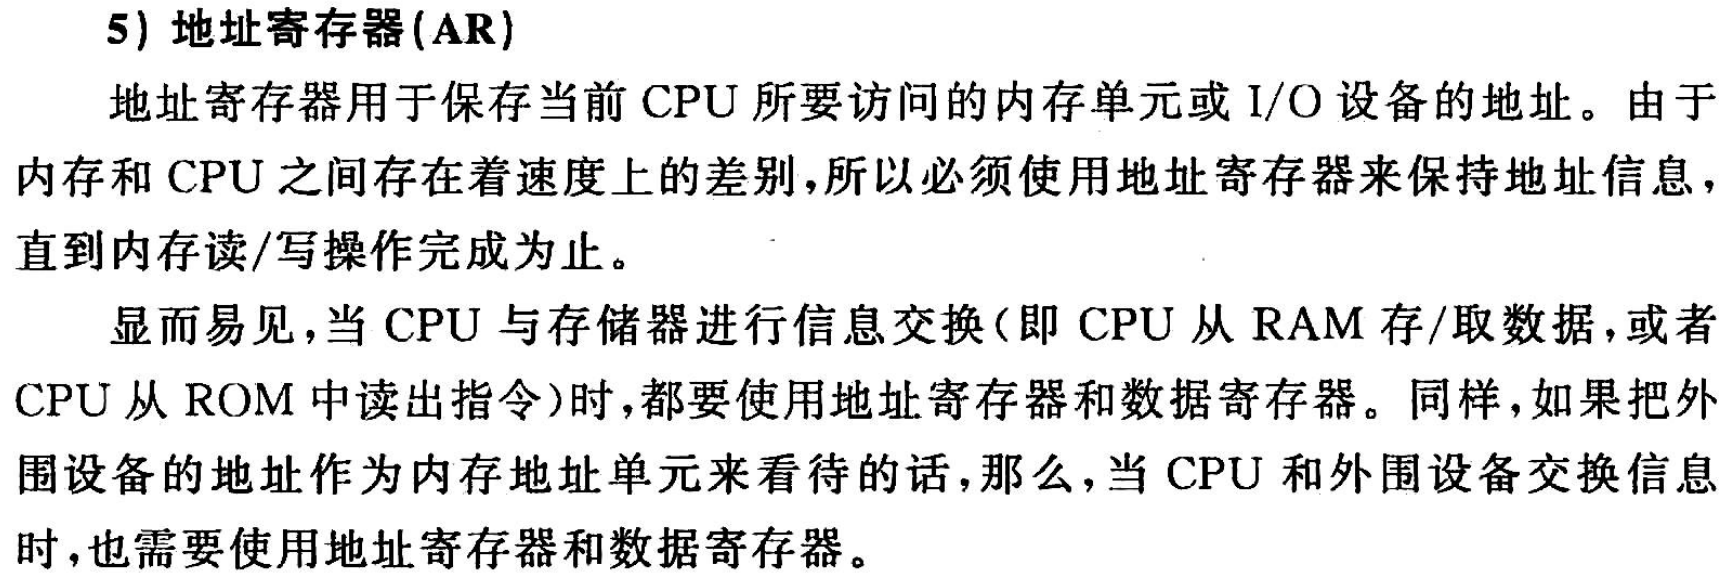 5) 地址寄存器(AR)
地址寄存器用于保存当前 CPU 所要访问的内存单元或 I/O 设备的地址。由于
内存和 CPU 之间存在着速度上的差别,所以必须使用地址寄存器来保持地址信息,
直到内存读/写操作完成为止。
显而易见,当 CPU 与存储器进行信息交换(即 CPU 从 RAM 存/取数据,或者
CPU 从 ROM 中读出指令)时,都要使用地址寄存器和数据寄存器。同样,如果把外
围设备的地址作为内存地址单元来看待的话,那么,当 CPU 和外围设备交换信息
时,也需要使用地址寄存器和数据寄存器。